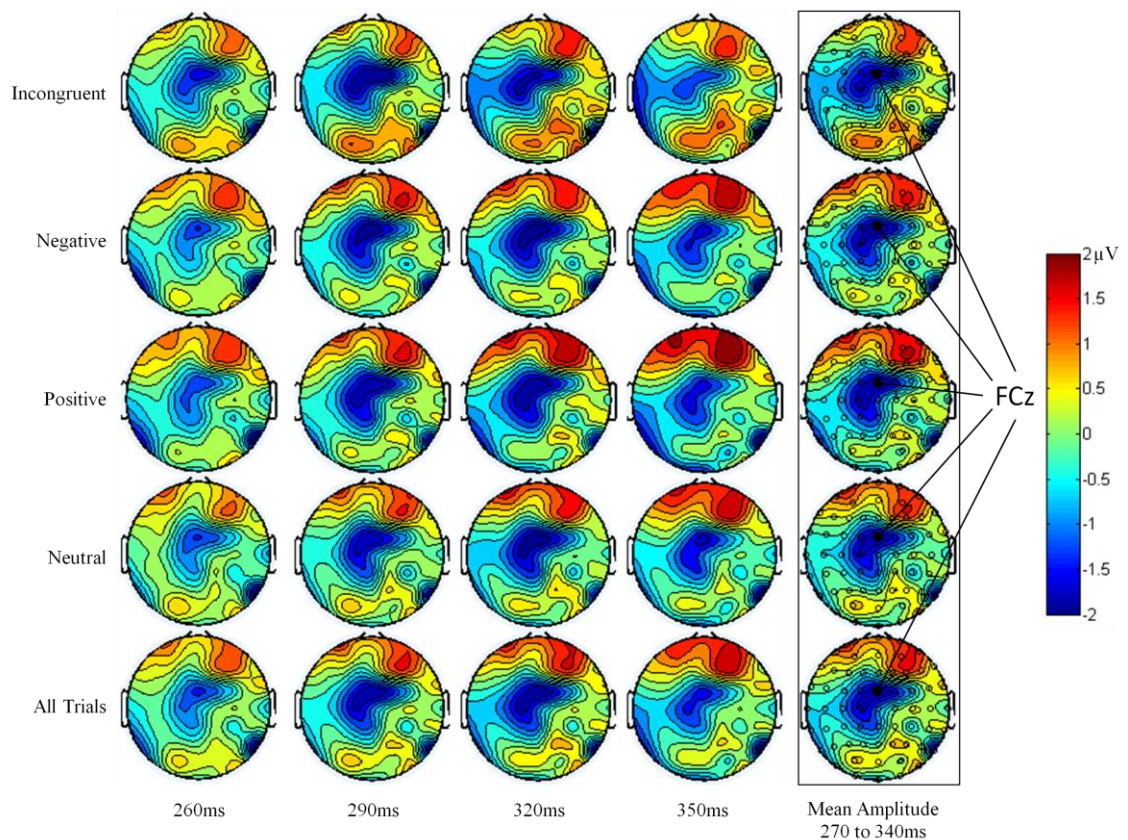 Incongruent
Negative
Positive
Neutral
All Trials
260ms
290ms
320ms
350ms
Mean Amplitude
270 to 340ms
FCz
2µV
1.5
1
0.5
0
-0.5
-1
-1.5
-2